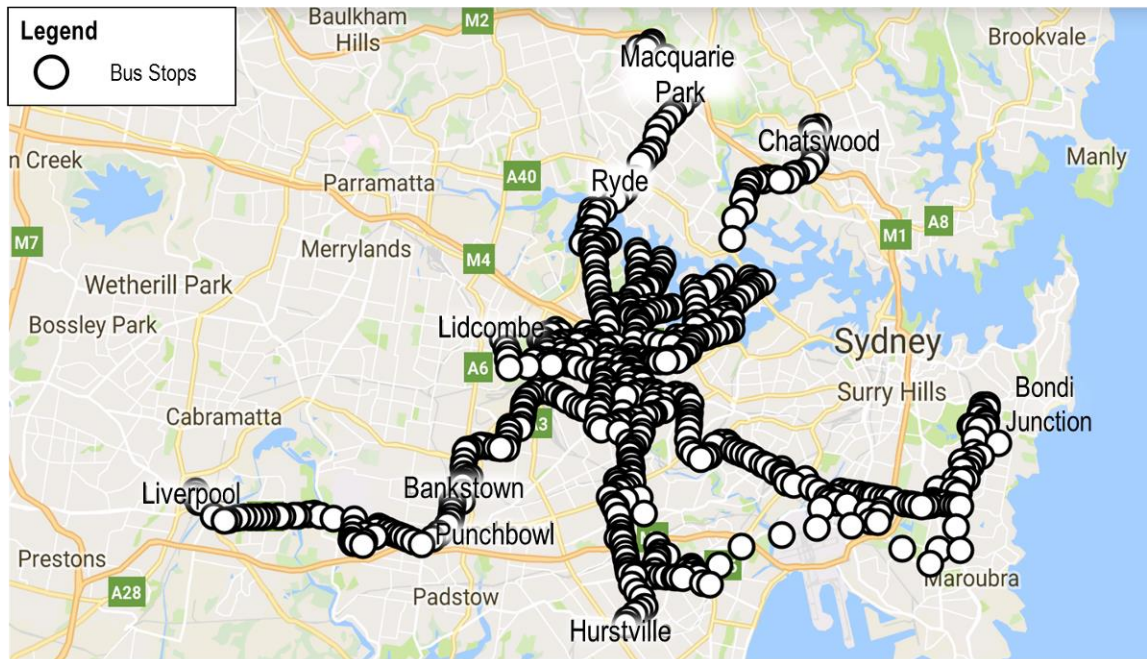 Legend
Bus Stops
M2
Baulkham
Hills
Brookvale
Macquarie
Park
Chatswood
n Creek
Manly
Parramatta
A40
Ryde
M7
Merrylands
M4
M1
A8
Wetherill Park
Bossley Park
Lidcombe
Sydney
A6
Surry Hills
Cabramatta
A3
Bondi
Junction
Liverpool
Bankstown
Punchbowl
Prestons
A28
Padstow
Maroubra
Hurstville